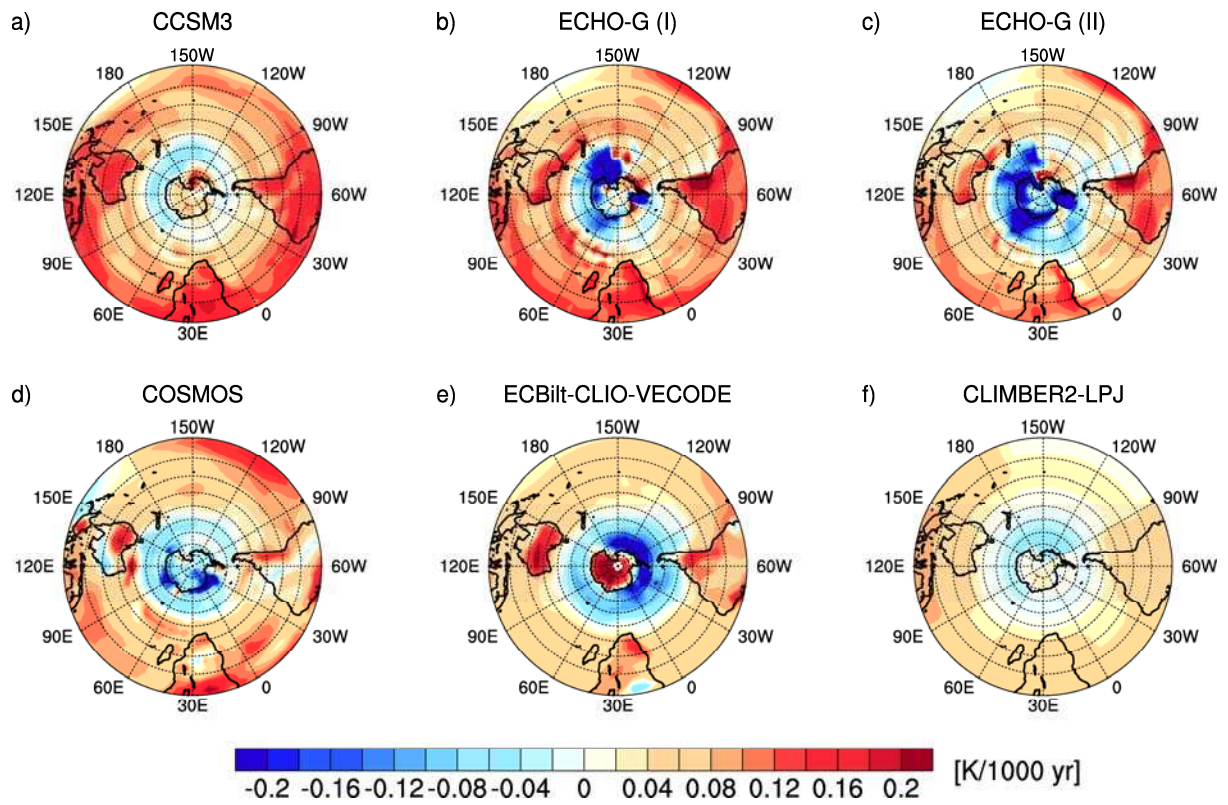 a) CCSM3
b) ECHO-G (I)
c) ECHO-G (II)
150W
180 120W
150E 90W
120E 60W
90E 30W
60E 0
30E
150W
180 120W
150E 90W
120E 60W
90E 30W
60E 0
30E
150W
180 120W
150E 90W
120E 60W
90E 30W
60E 0
30E
d) COSMOS
e) ECBilt-CLIO-VECODE
f) CLIMBER2-LPJ
150W
180 120W
150E 90W
120E 60W
90E 30W
60E 0
30E
150W
180 120W
150E 90W
120E 60W
90E 30W
60E 0
30E
150W
180 120W
150E 90W
120E 60W
90E 30W
60E 0
30E
-0.2 -0.16 -0.12 -0.08 -0.04 0 0.04 0.08 0.12 0.16 0.2 [K/1000 yr]